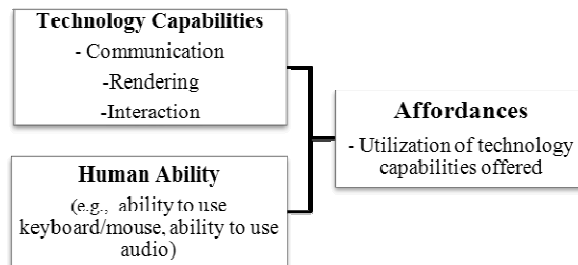 Technology Capabilities
- Communication
-Rendering
-Interaction
Human Ability
(e.g., ability to use
keyboard/mouse, ability to use
audio)
Affordances
- Utilization of technology
capabilities offered